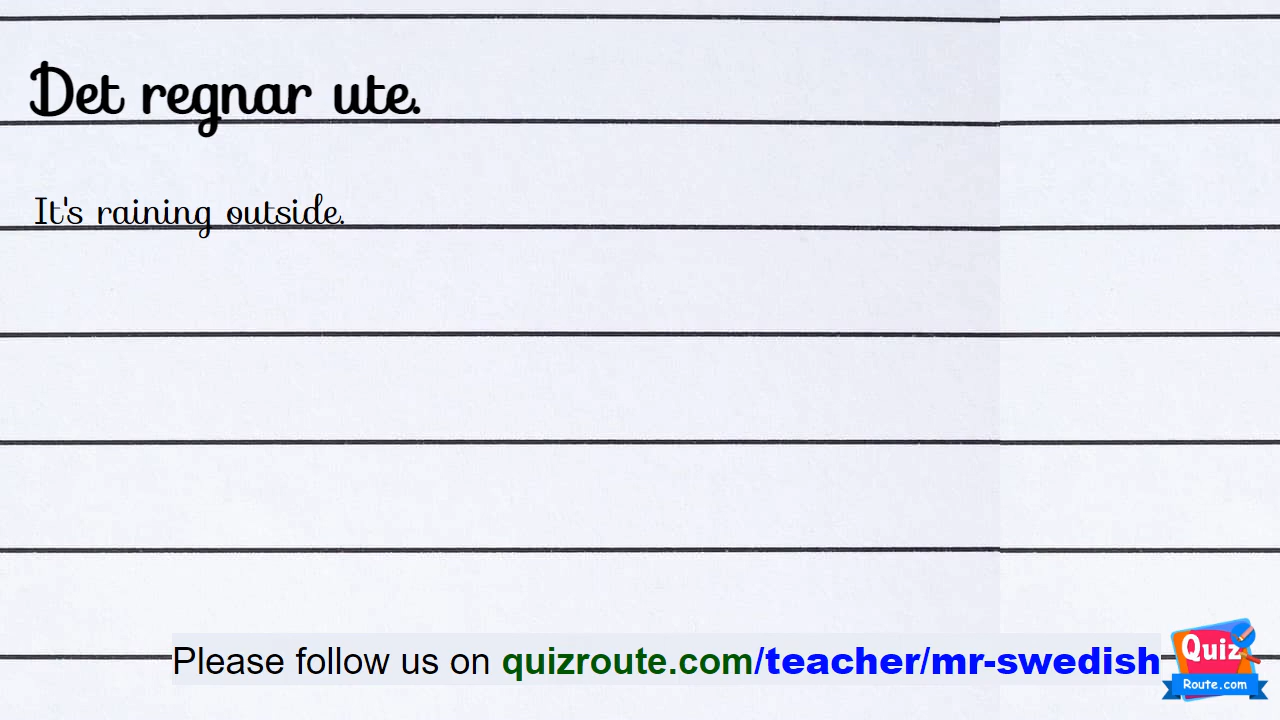 Det regnar ute.
It's raining outside.
Please follow us on quizroute.com/teacher/mr-swedish
Quiz
Route.com